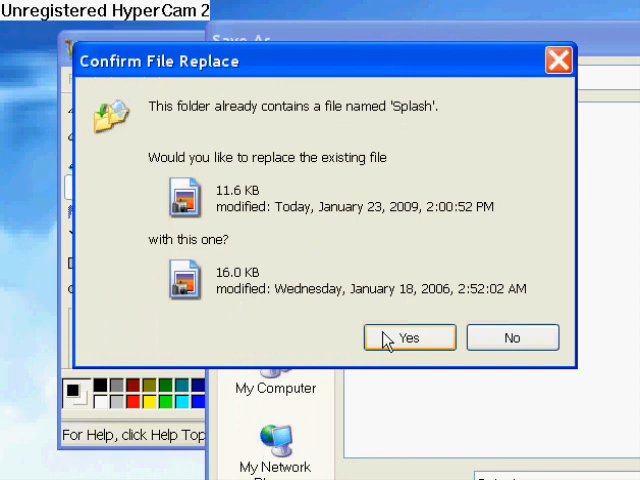 Unregistered HyperCam 2
Save As
Confirm File Replace
This folder already contains a file named 'Splash'.
Would you like to replace the existing file
11.6 KB
modified: Today, January 23, 2009, 2:00:52 PM
with this one?
16.0 KB
modified: Wednesday, January 18, 2006, 2:52:02 AM
Yes
No
My Computer
For Help, click Help Top
My Network